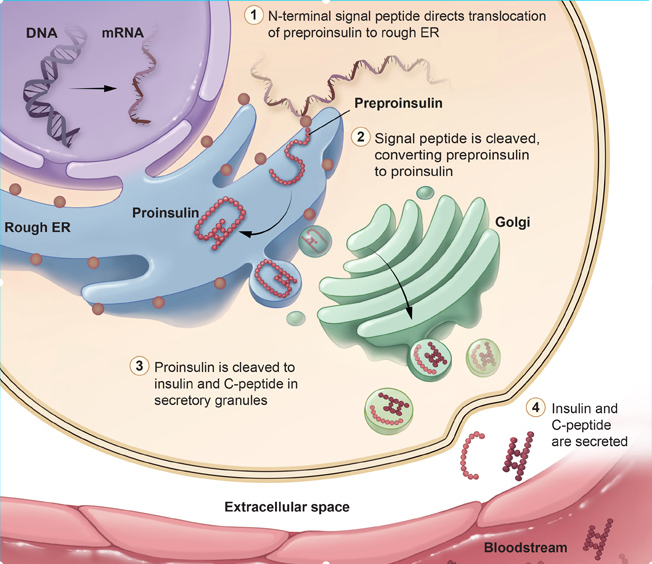 DNA
mRNA
1 N-terminal signal peptide directs translocation
of preproinsulin to rough ER
Preproinsulin
2 Signal peptide is cleaved,
converting preproinsulin
to proinsulin
Rough ER
Proinsulin
Golgi
3 Proinsulin is cleaved to
insulin and C-peptide in
secretory granules
4 Insulin and
C-peptide
are secreted
Extracellular space
Bloodstream